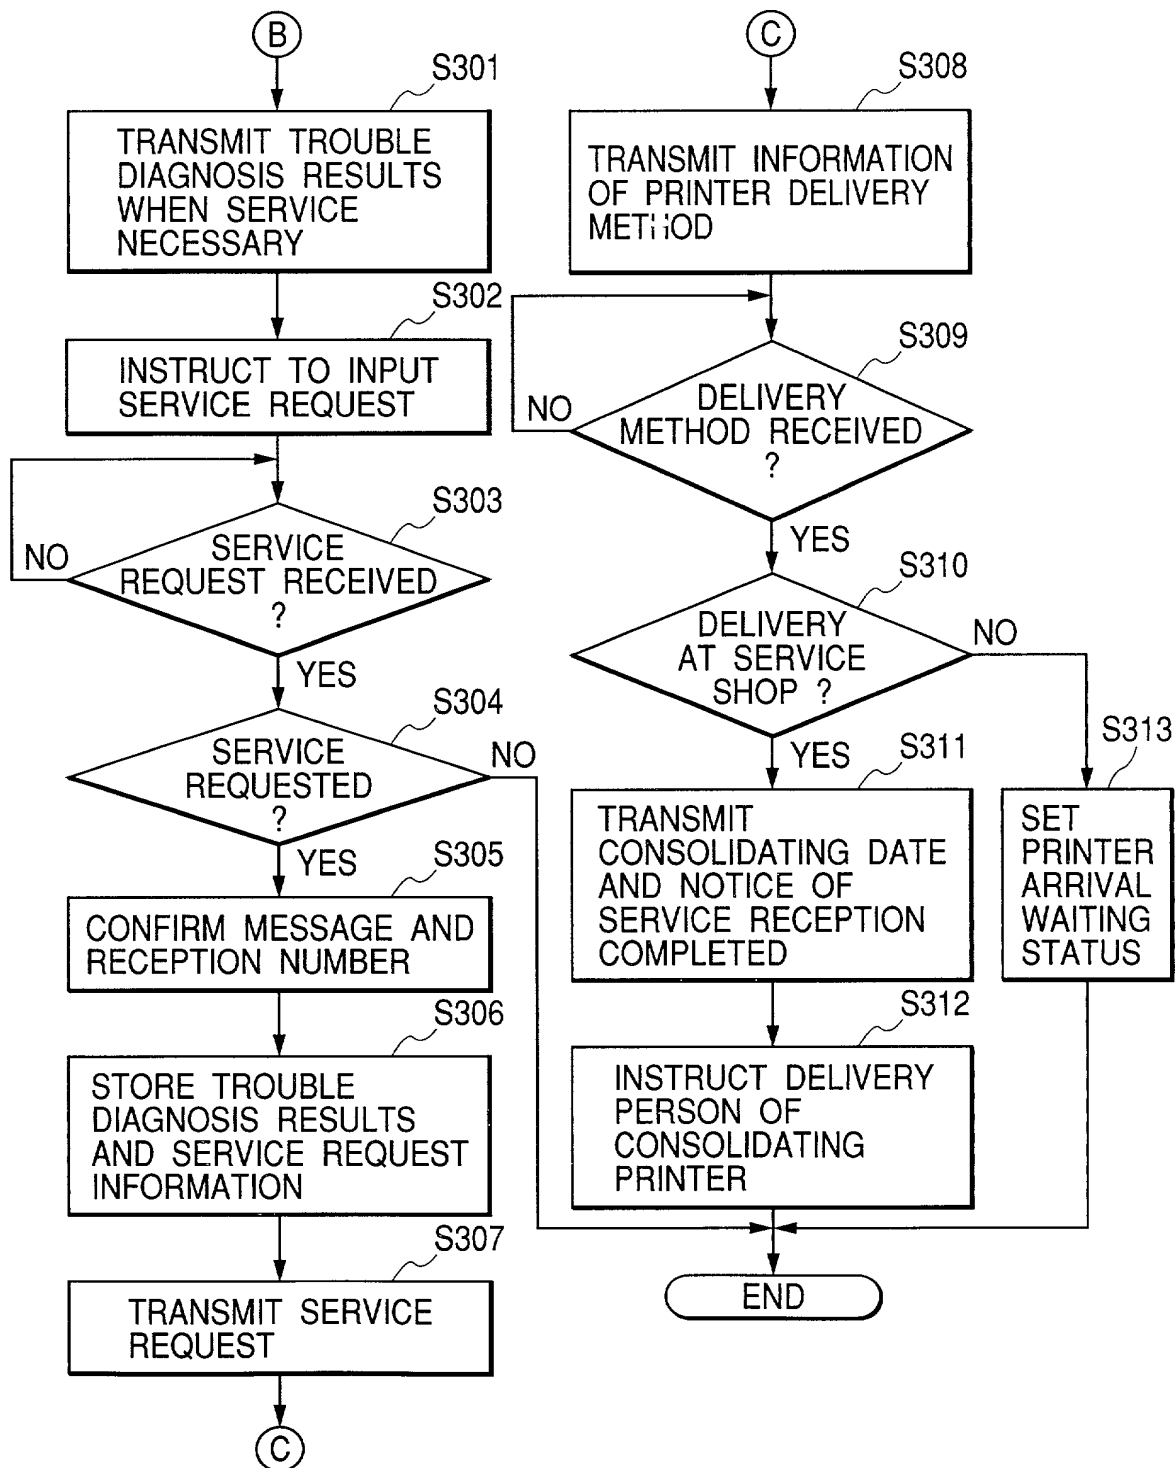 B
S301
TRANSMIT TROUBLE
DIAGNOSIS RESULTS
WHEN SERVICE
NECESSARY
S302
INSTRUCT TO INPUT
SERVICE REQUEST
S303
NO
SERVICE
REQUEST RECEIVED
?
YES
S304
SERVICE
REQUESTED
?
NO
YES
S305
CONFIRM MESSAGE AND
RECEPTION NUMBER
S306
STORE TROUBLE
DIAGNOSIS RESULTS
AND SERVICE REQUEST
INFORMATION
S307
TRANSMIT SERVICE
REQUEST
C
C
S308
TRANSMIT INFORMATION
OF PRINTER DELIVERY
METHOD
S309
NO
DELIVERY
METHOD RECEIVED
?
YES
S310
DELIVERY
AT SERVICE
SHOP ?
NO
YES
S311
TRANSMIT
CONSOLIDATING DATE
AND NOTICE OF
SERVICE RECEPTION
COMPLETED
S313
SET
PRINTER
ARRIVAL
WAITING
STATUS
S312
INSTRUCT DELIVERY
PERSON OF
CONSOLIDATING
PRINTER
END